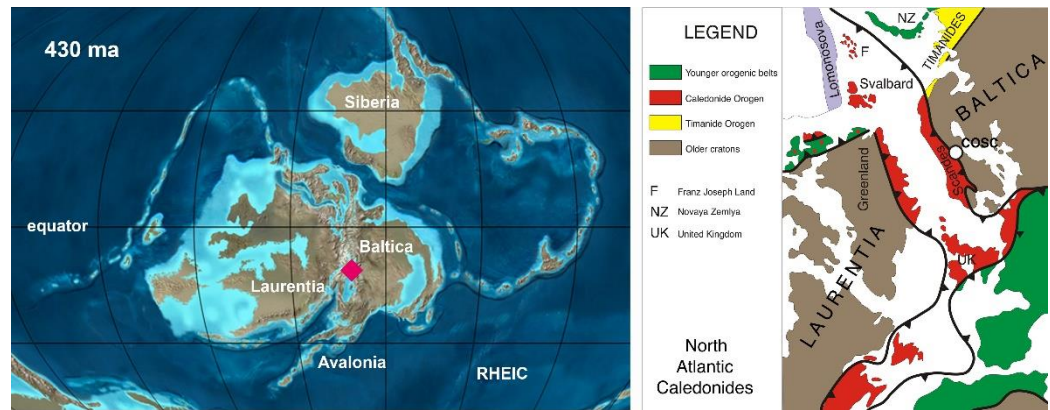 430 ma
Siberia
equator
Baltica
Laurentia
Avalonia
RHEIC
LEGEND
Younger orogenic belts
Caledonide Orogen
Timanide Orogen
Older cratons
F Franz Joseph Land
NZ Novaya Zemlya
UK United Kingdom
North
Atlantic
Caledonides
NZ
F
TIMANIDES
Lomonosova
Svalbard
BALTICA
COSC
Scandes
Greenland
LAURENTIA
UK